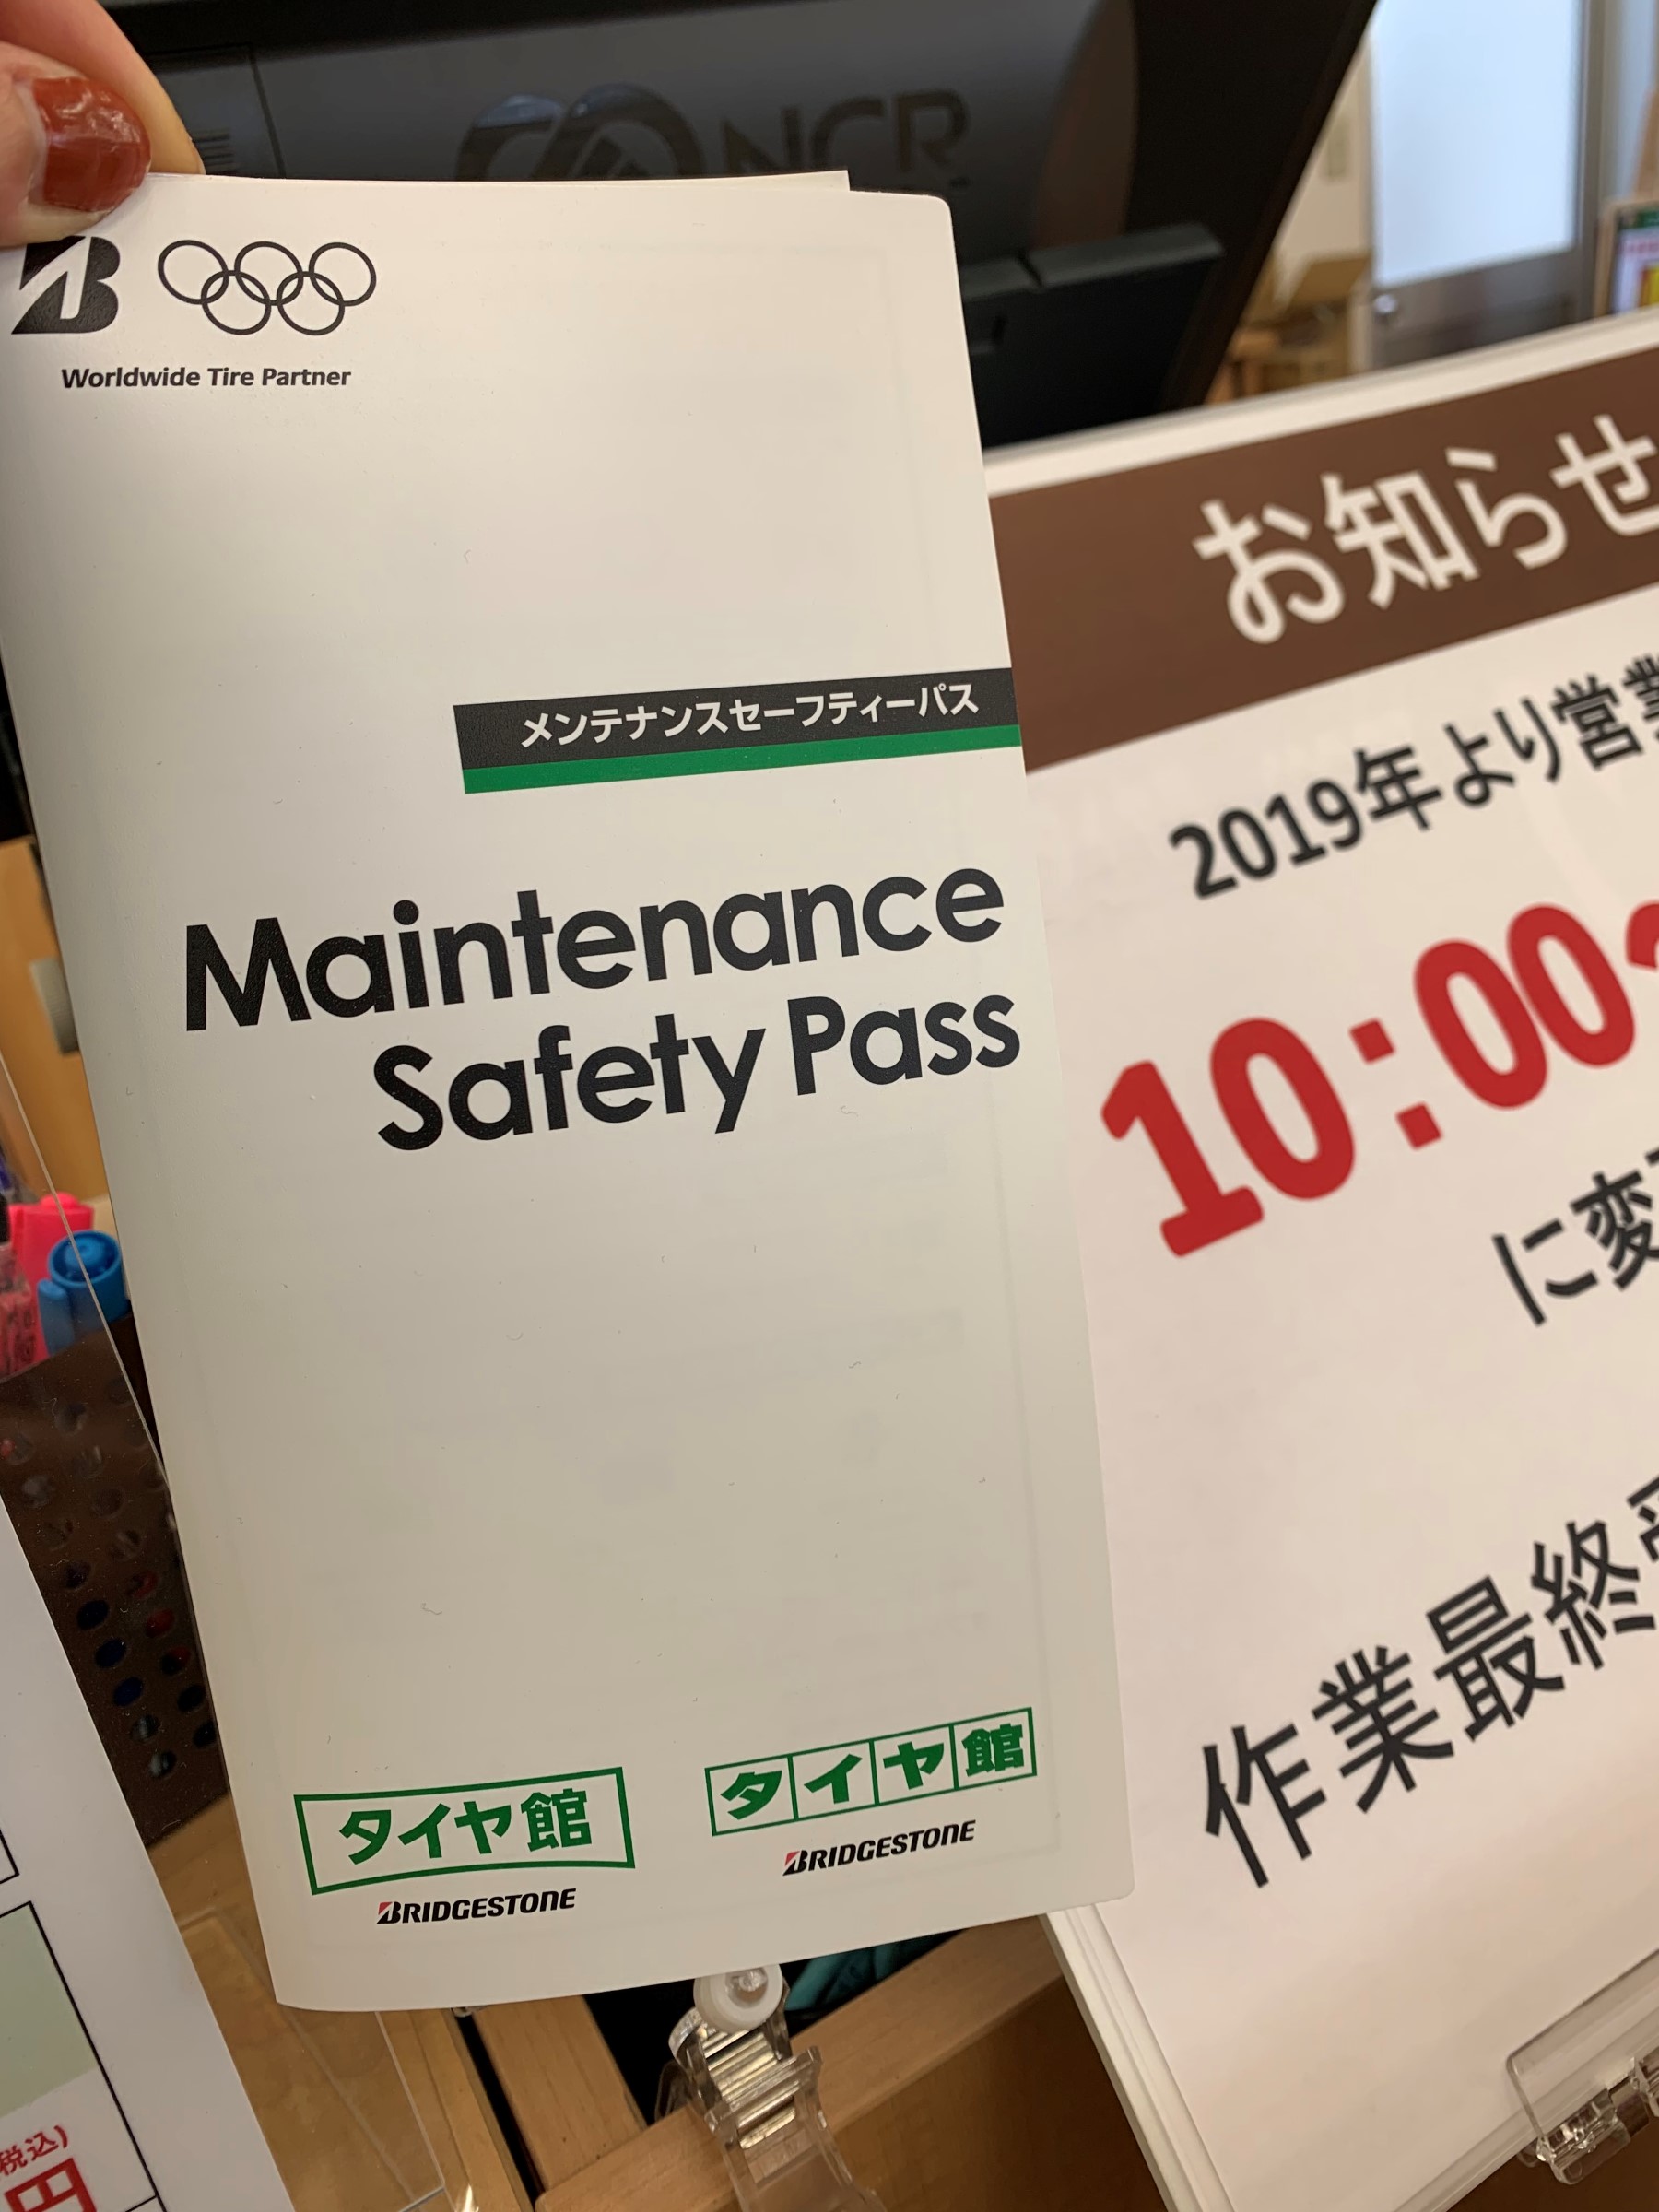 NCR
B
Worldwide Tire Partner
メンテナンスセーフティーパス
Maintenance
Safety Pass
タイヤ館
BRIDGESTONE
タイヤ館
BRIDGESTONE
お知らせ
2019年より営業
10:00~
に変
作業最終
税込)
円